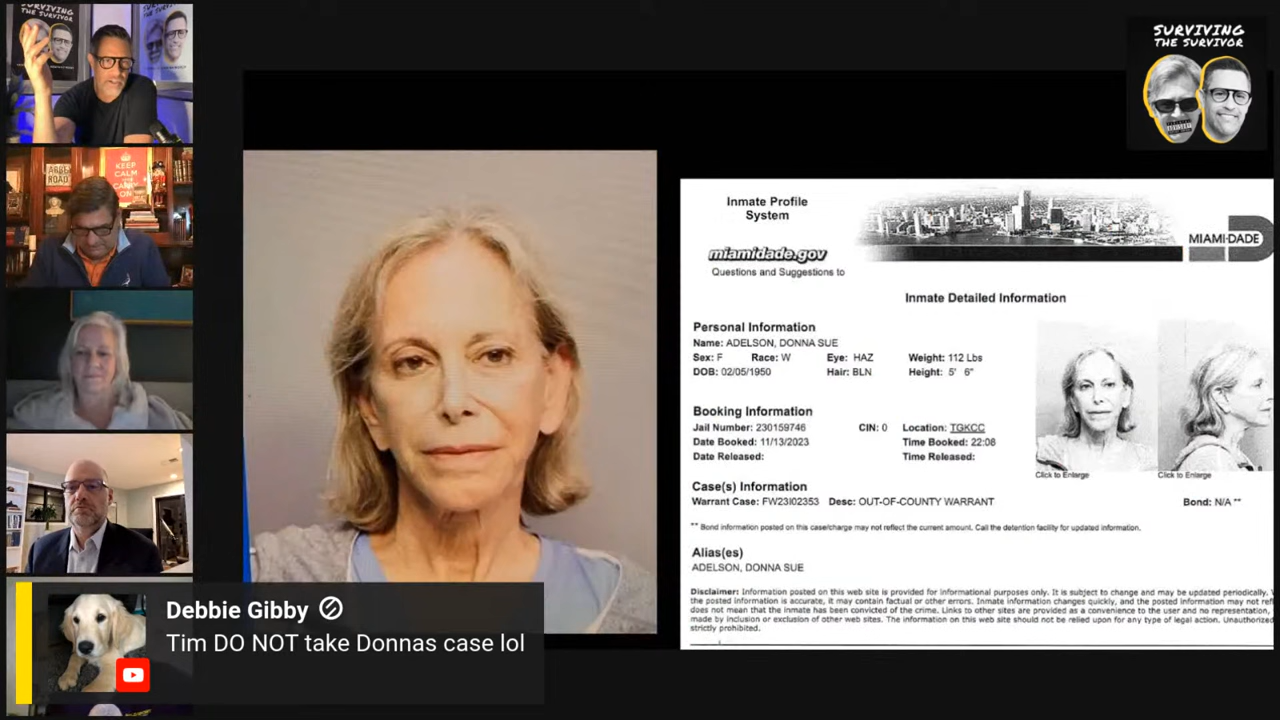 SURVIVING
THE SURVIVOR
ABBEY
ROAD
KEEP
CALM
AND
CARRY
ON
Inmate Profile
System
miamidade.gov
Questions and Suggestions to
MIAMI-DADE
Inmate Detailed Information
Personal Information
Name: ADELSON, DONNA SUE
Sex: F Race: W Eye: HAZ Weight: 112 Lbs
DOB: 02/05/1950 Hair: BLN Height: 5' 6"
Booking Information
Jail Number: 230159746 CIN: 0 Location: TGKCC
Date Booked: 11/13/2023 Time Booked: 22:08
Date Released: Time Released:
Click to Enlarge Click to Enlarge
Case(s) Information
Warrant Case: FW23I02353 Desc: OUT-OF-COUNTY WARRANT Bond: N/A **
** Bond information posted on this case/charge may not reflect the current amount. Call the detention facility for updated information.
Alias(es)
ADELSON, DONNA SUE
Disclaimer: Information posted on this web site is provided for informational purposes only. It is subject to change and may be updated periodically.
the posted information is accurate, it may contain factual or other errors. Inmate information changes quickly, and the posted information may not refl
does not mean that the inmate has been convicted of the crime. Links to other sites are provided as a convenience to the user and no representation,
made by inclusion or exclusion of other web sites. The information on this web site should not be relied upon for any type of legal action. Unauthorized
strictly prohibited.
Debbie Gibby
Tim DO NOT take Donnas case lol